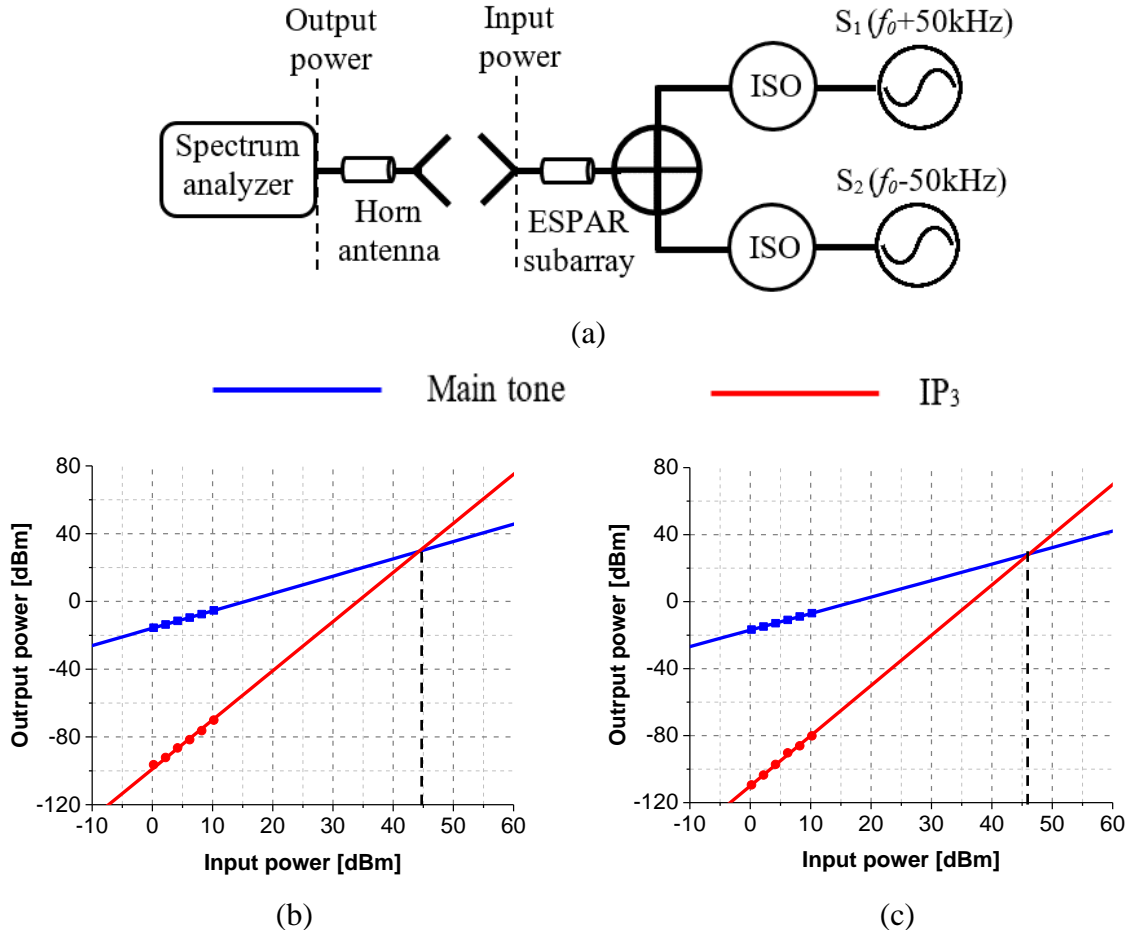 Output
power
Input
power
S1 (f0+50kHz)
ISO
Spectrum
analyzer
Horn
antenna
ESPAR
subarray
S2 (f0-50kHz)
ISO
(a)
Main tone
IP3
80
40
0
-40
-80
-120
-10 0 10 20 30 40 50 60
Outrput power [dBm]
Input power [dBm]
(b)
80
40
0
-40
-80
-120
-10 0 10 20 30 40 50 60
Output power [dBm]
Input power [dBm]
(c)